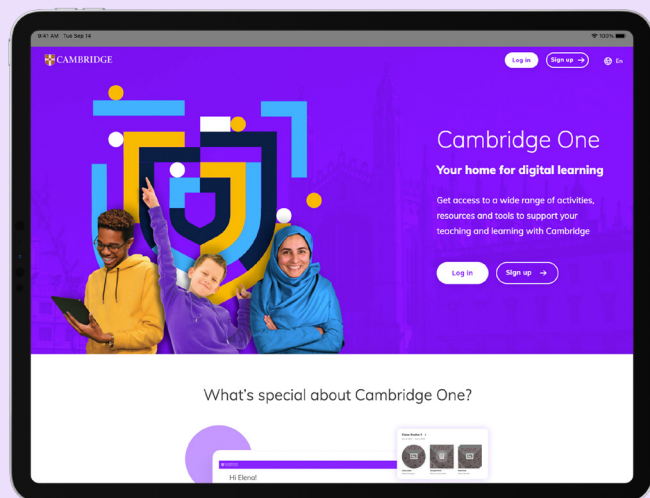 9:41 AM Tue Sep 14
100%
CAMBRIDGE
Log in
Sign up →
En
Cambridge One
Your home for digital learning
Get access to a wide range of activities,
resources and tools to support your
teaching and learning with Cambridge
Log in
Sign up →
What's special about Cambridge One?
Hi Elena!